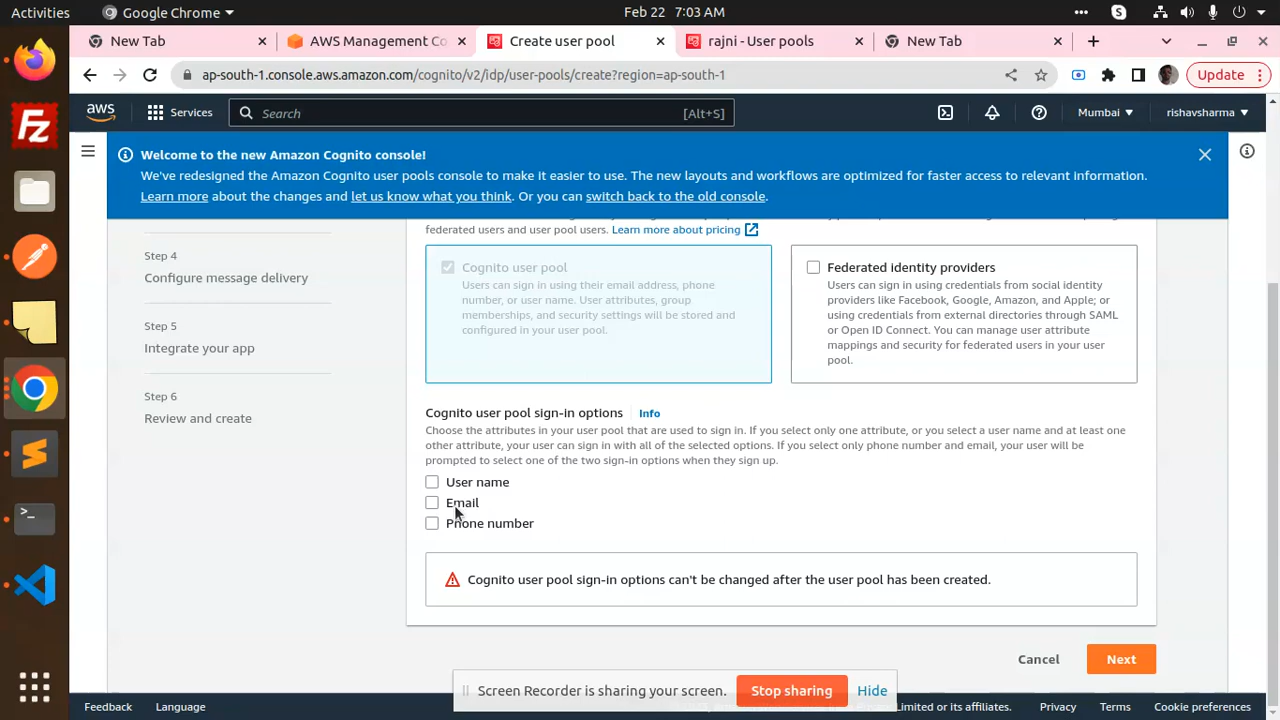 Activities
Google Chrome
Feb 22 7:03 AM
New Tab
AWS Management Co
Create user pool
rajni - User pools
New Tab
ap-south-1.console.aws.amazon.com/cognito/v2/idp/user-pools/create?region=ap-south-1
Update
aws
Services
Search
[Alt+S]
Mumbai
rishavsharma
Welcome to the new Amazon Cognito console!
We've redesigned the Amazon Cognito user pools console to make it easier to use. The new layouts and workflows are optimized for faster access to relevant information.
Learn more about the changes and let us know what you think. Or you can switch back to the old console.
federated users and user pool users. Learn more about pricing
Step 4
Configure message delivery
Step 5
Integrate your app
Step 6
Review and create
Cognito user pool
Users can sign in using their email address, phone
number, or user name. User attributes, group
memberships, and security settings will be stored and
configured in your user pool.
Federated identity providers
Users can sign in using credentials from social identity
providers like Facebook, Google, Amazon, and Apple; or
using credentials from external directories through SAML
or Open ID Connect. You can manage user attribute
mappings and security for federated users in your user
pool.
Cognito user pool sign-in options
Info
Choose the attributes in your user pool that are used to sign in. If you select only one attribute, or you select a user name and at least one
other attribute, your user can sign in with all of the selected options. If you select only phone number and email, your user will be
prompted to select one of the two sign-in options when they sign up.
User name
Email
Phone number
Cognito user pool sign-in options can't be changed after the user pool has been created.
Cancel
Next
Screen Recorder is sharing your screen.
Stop sharing
Hide
Feedback
Language
Limited or its affiliates.
Privacy
Terms
Cookie preferences